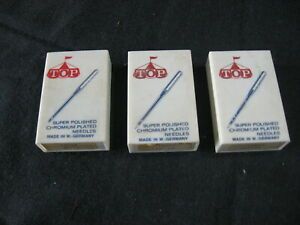 TOP
SUPER POLISHED
CHROMIUM PLATED
NEEDLES
MADE IN W.-GERMANY
TOP
SUPER POLISHED
CHROMIUM PLATED
NEEDLES
MADE IN W.-GERMANY
TOP
SUPER POLISHED
CHROMIUM PLATED
NEEDLES
MADE IN W.-GERMANY